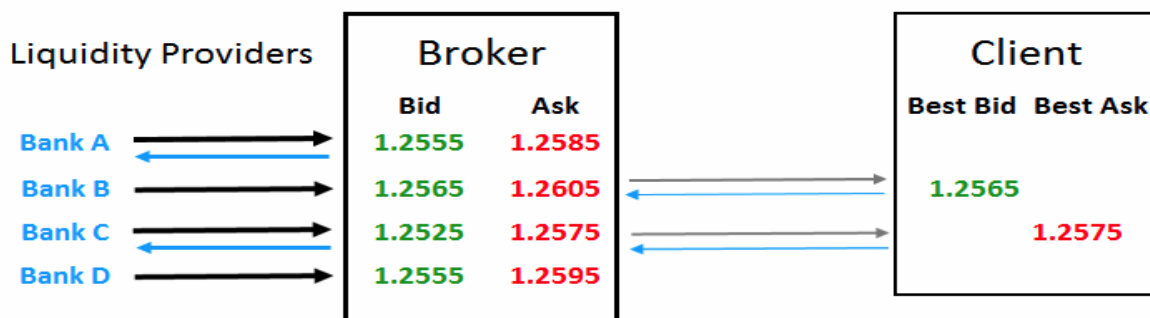 Liquidity Providers Broker Client
Bid Ask Best Bid Best Ask
Bank A 1.2555 1.2585
Bank B 1.2565 1.2605 1.2565
Bank C 1.2525 1.2575 1.2575
Bank D 1.2555 1.2595